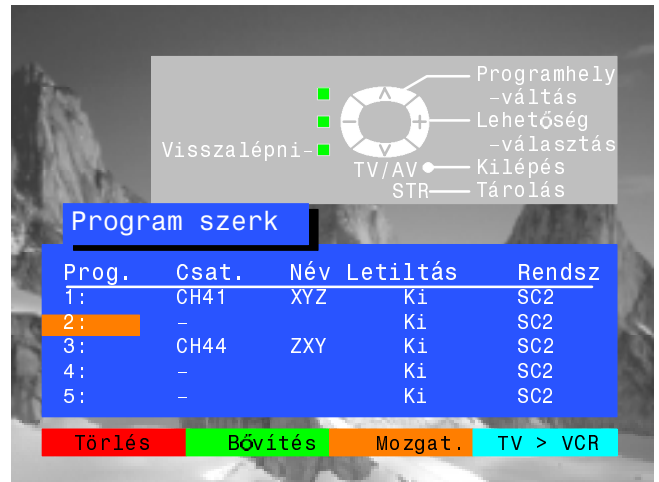 Programhely
-váltás
Lehetőség
-választás
Visszalépni-
TV/AV Kilépés
STR Tárolás
Program szerk
Prog. Csat. Név Letiltás Rendsz
1: CH41 XYZ Ki SC2
2: - Ki SC2
3: CH44 ZXY Ki SC2
4: - Ki SC2
5: - Ki SC2
Törlés Bővítés Mozgat. TV > VCR